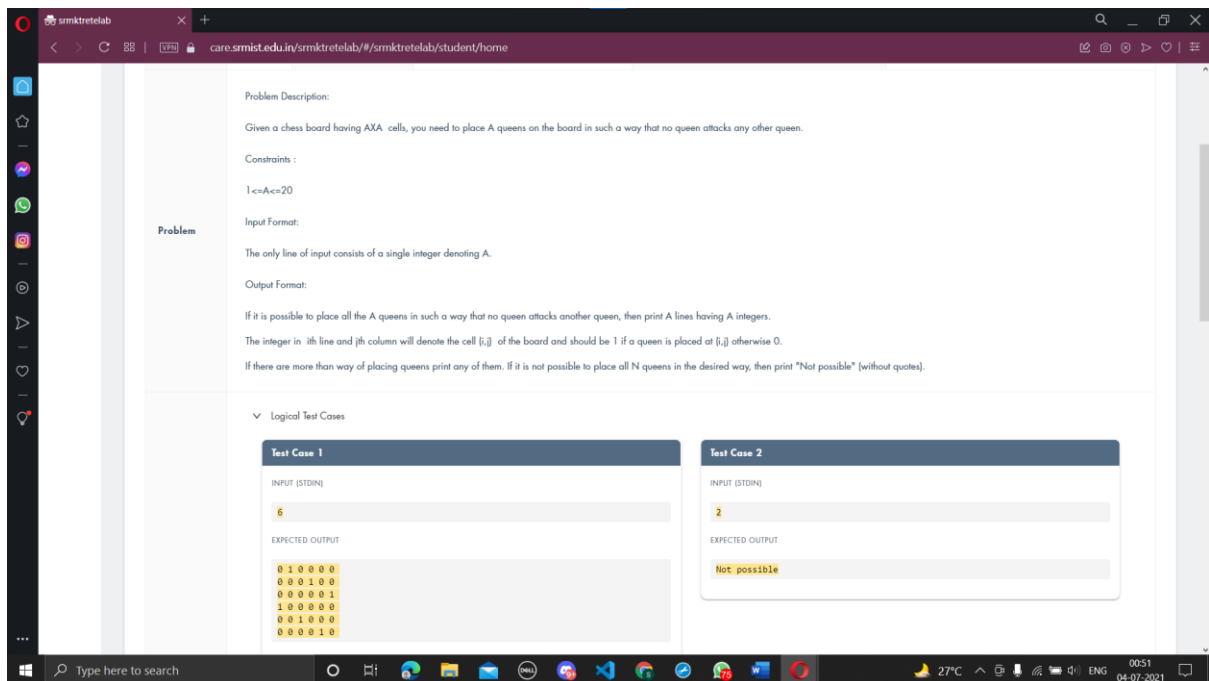 srmktretelab
VPN
care.srmist.edu.in/srmktretelab/#/srmktretelab/student/home
Problem Description:
Given a chess board having AXA cells, you need to place A queens on the board in such a way that no queen attacks any other queen.
Constraints :
1<=A<=20
Problem
Input Format:
The only line of input consists of a single integer denoting A.
Output Format:
If it is possible to place all the A queens in such a way that no queen attacks another queen, then print A lines having A integers.
The integer in ith line and jth column will denote the cell (i,j) of the board and should be 1 if a queen is placed at (i,j) otherwise 0.
If there are more than way of placing queens print any of them. If it is not possible to place all N queens in the desired way, then print "Not possible" (without quotes).
Logical Test Cases
Test Case 1
INPUT (STDIN)
6
EXPECTED OUTPUT
0 1 0 0 0 0
0 0 0 1 0 0
0 0 0 0 0 1
1 0 0 0 0 0
0 0 1 0 0 0
0 0 0 0 1 0
Test Case 2
INPUT (STDIN)
2
EXPECTED OUTPUT
Not possible
Type here to search
DELL
75
27°C
ENG
00:51
04-07-2021